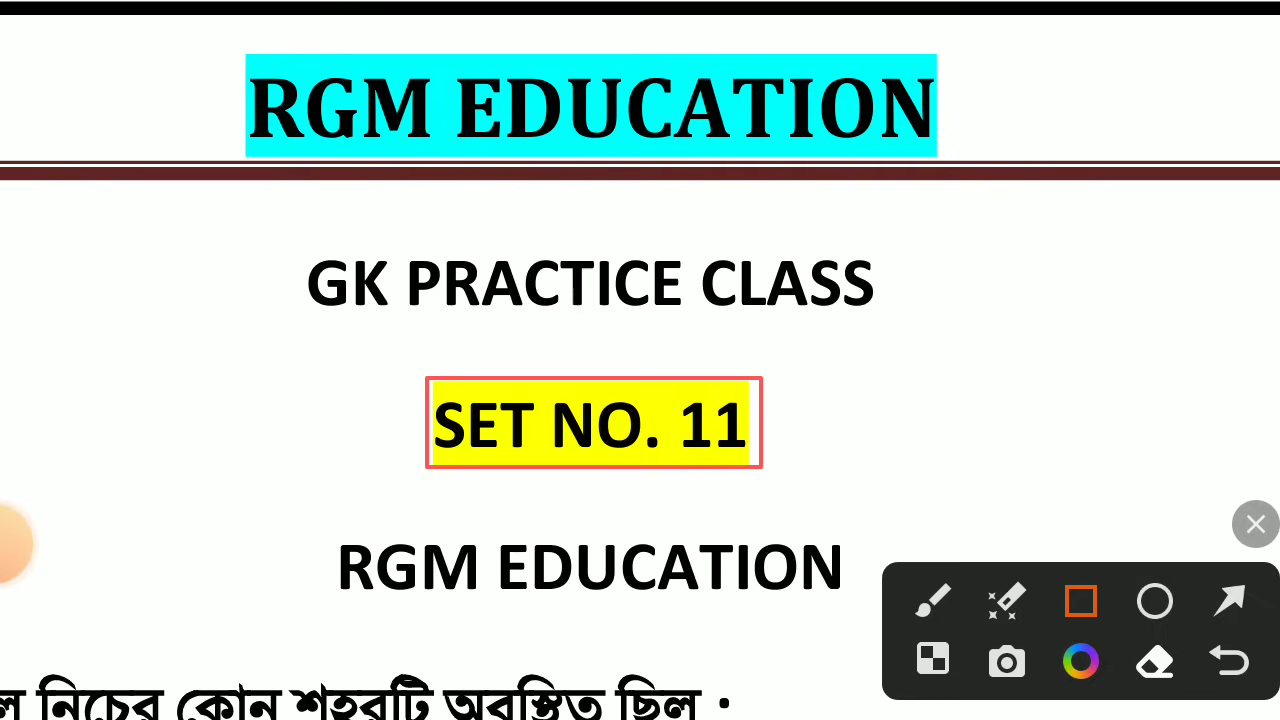 RGM EDUCATION
GK PRACTICE CLASS
SET NO. 11
RGM EDUCATION
নিচের কোন শহরটি অবস্থিত ছিল :